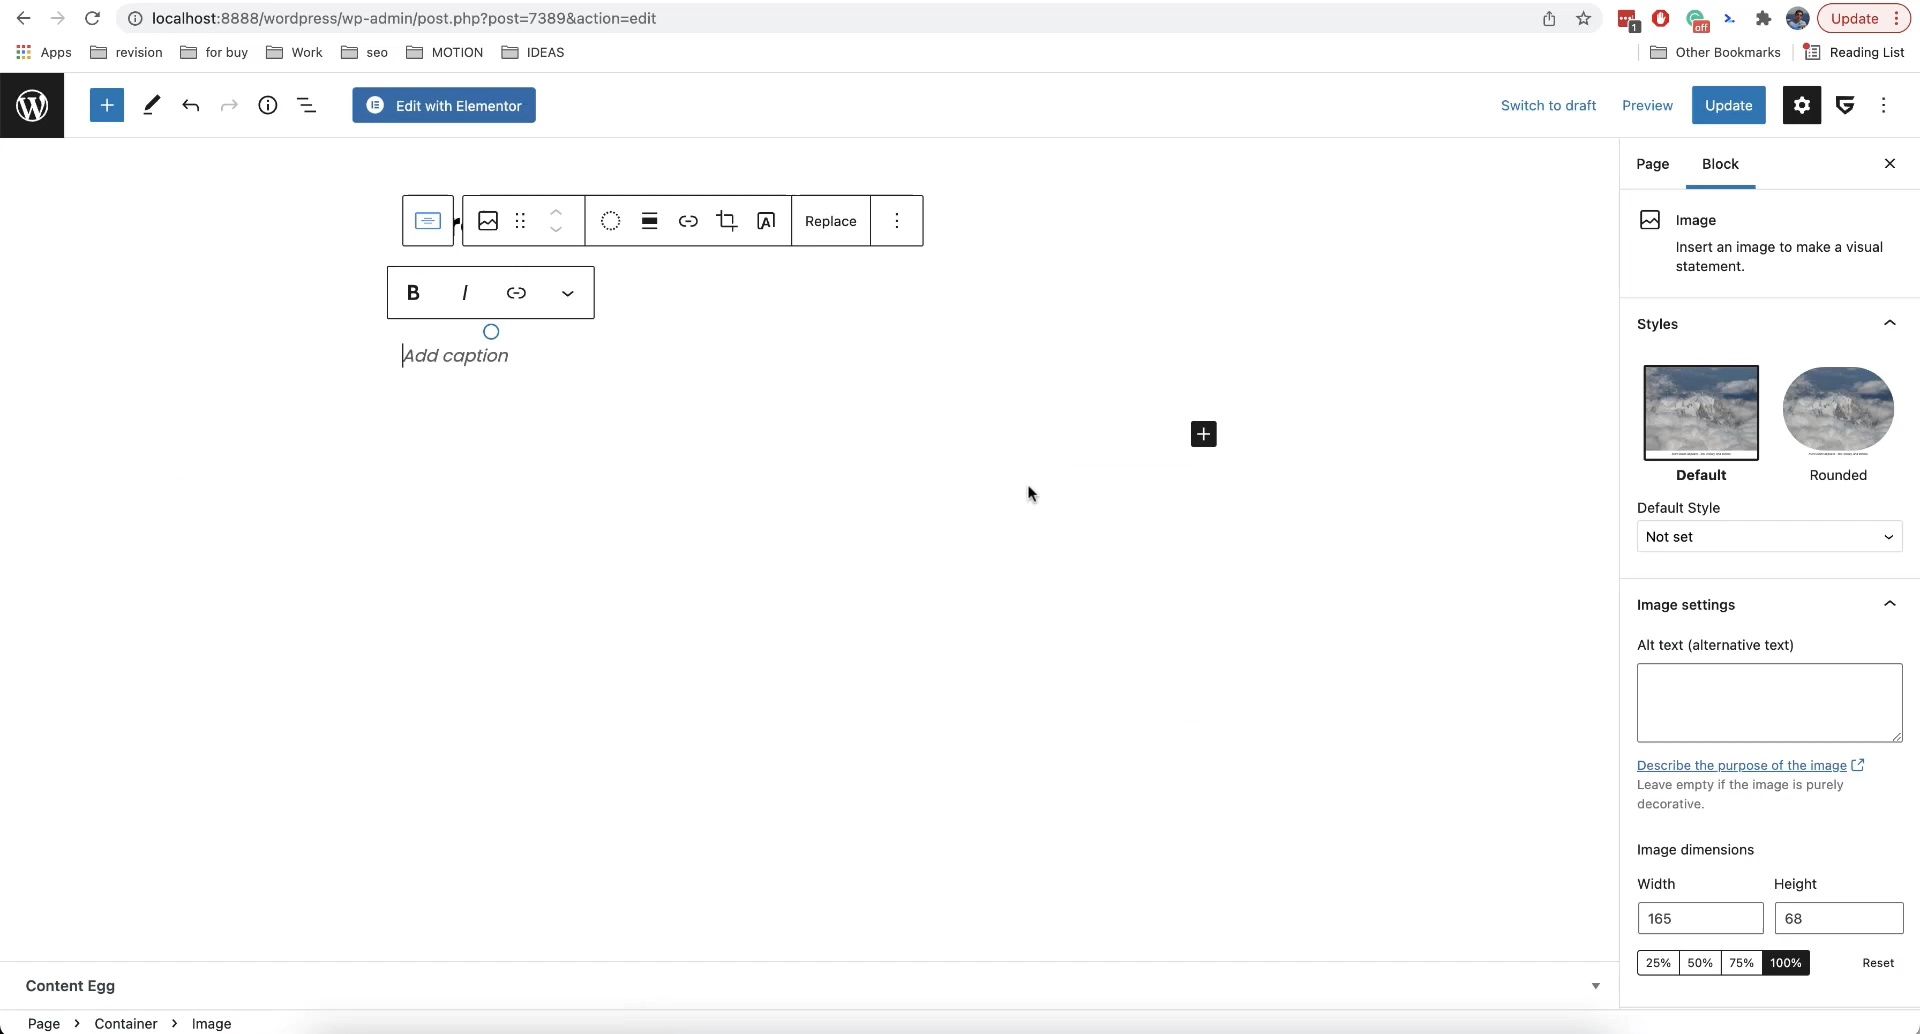 localhost:8888/wordpress/wp-admin/post.php?post=7389&action=edit
1
off
Update
Apps
revision
for buy
Work
seo
MOTION
IDEAS
Other Bookmarks
Reading List
Edit with Elementor
Switch to draft
Preview
Update
Page
Block
Replace
Image
Insert an image to make a visual
statement.
B
I
Add caption
Styles
Default
Rounded
Default Style
Not set
Image settings
Alt text (alternative text)
Describe the purpose of the image
Leave empty if the image is purely
decorative.
Image dimensions
Width
Height
165
68
25%
50%
75%
100%
Reset
Content Egg
Page
Container
Image